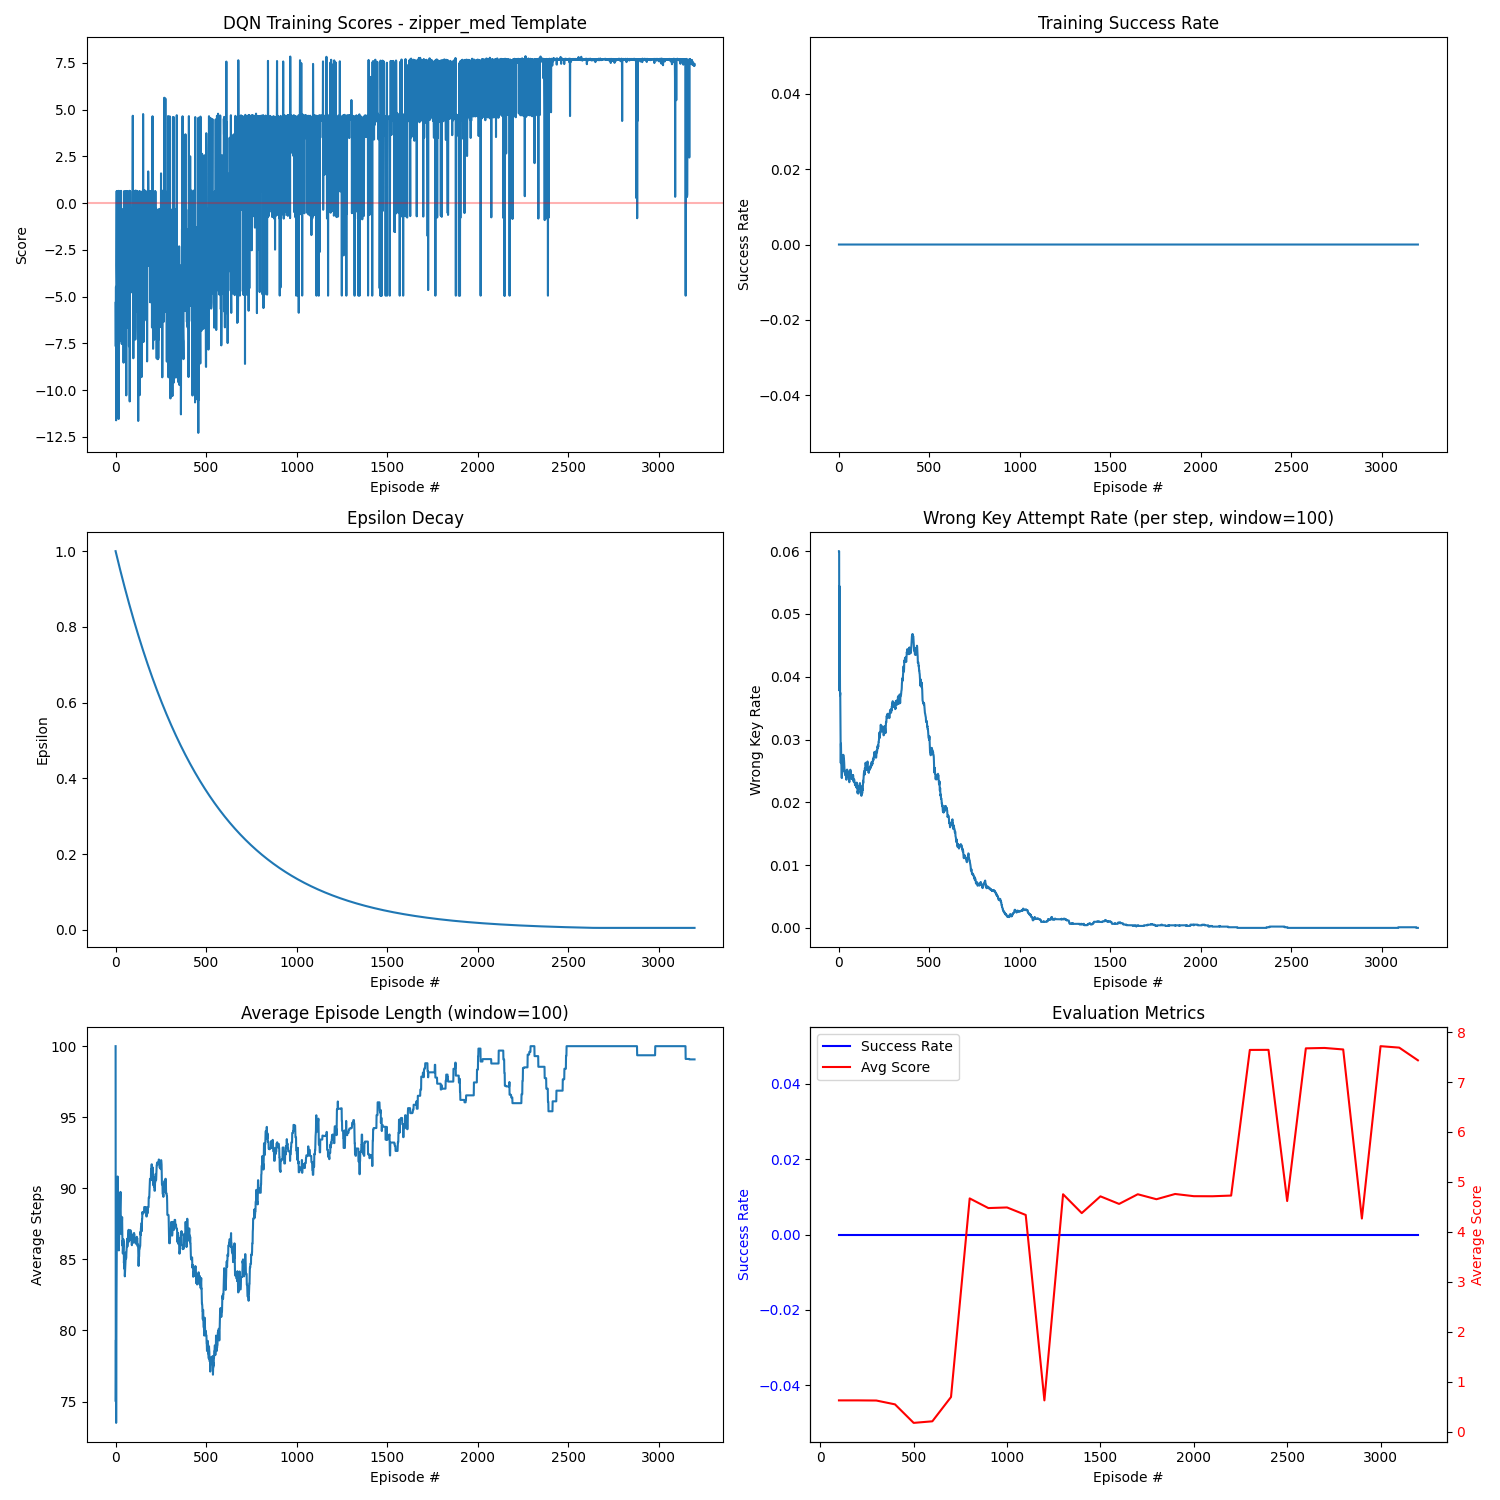 DQN Training Scores - zipper_med Template
7.5
5.0
2.5
0.0
−2.5
−5.0
−7.5
−10.0
−12.5
Score
0 500 1000 1500 2000 2500 3000
Episode #
Training Success Rate
0.04
0.02
0.00
−0.02
−0.04
Success Rate
0 500 1000 1500 2000 2500 3000
Episode #
Epsilon Decay
1.0
0.8
0.6
0.4
0.2
0.0
Epsilon
0 500 1000 1500 2000 2500 3000
Episode #
Wrong Key Attempt Rate (per step, window=100)
0.06
0.05
0.04
0.03
0.02
0.01
0.00
Wrong Key Rate
0 500 1000 1500 2000 2500 3000
Episode #
Average Episode Length (window=100)
100
95
90
85
80
75
Average Steps
0 500 1000 1500 2000 2500 3000
Episode #
Evaluation Metrics
Success Rate
Avg Score
0.04
0.02
0.00
−0.02
−0.04
Success Rate
8
7
6
5
4
3
2
1
0
Average Score
0 500 1000 1500 2000 2500 3000
Episode #